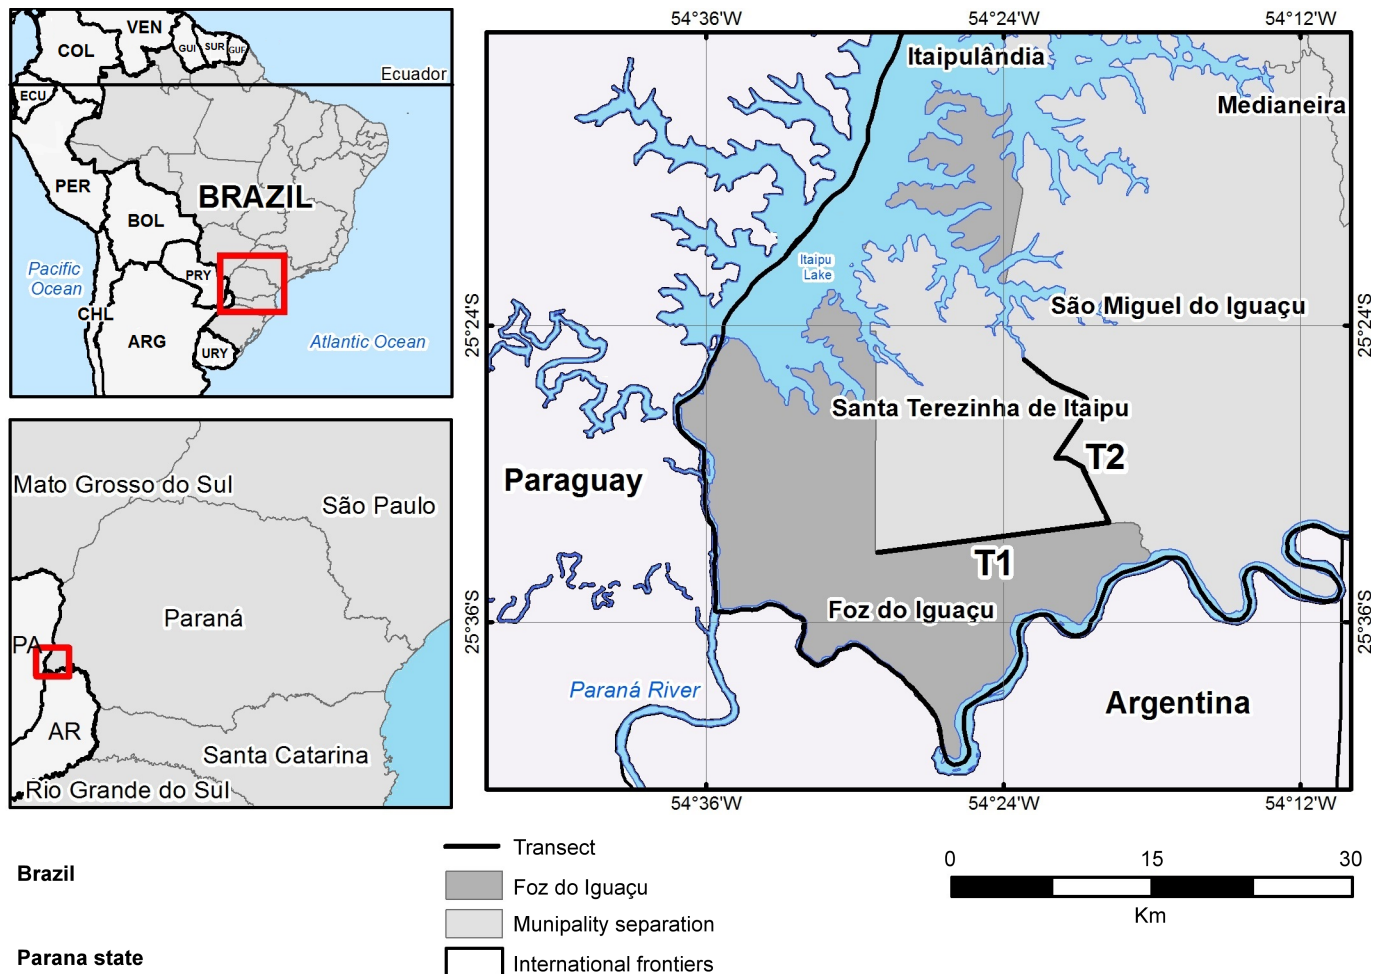 VEN
COL
GUI
SUR
GUF
Ecuador
ECU
PER
BRAZIL
BOL
Pacific
Ocean
PRY
CHL
ARG
URY
Atlantic Ocean
Mato Grosso do Sul
São Paulo
Paraná
PA
AR
Santa Catarina
Rio Grande do Sul
54°36'W
54°24'W
54°12'W
Itaipulândia
Medianeira
Itaipu
Lake
São Miguel do Iguaçu
25°24'S
25°24'S
Santa Terezinha de Itaipu
T2
Paraguay
T1
Foz do Iguaçu
25°36'S
25°36'S
Paraná River
Argentina
54°36'W
54°24'W
54°12'W
Brazil
Parana state
Transect
Foz do Iguaçu
Munipality separation
International frontiers
0 15 30
Km